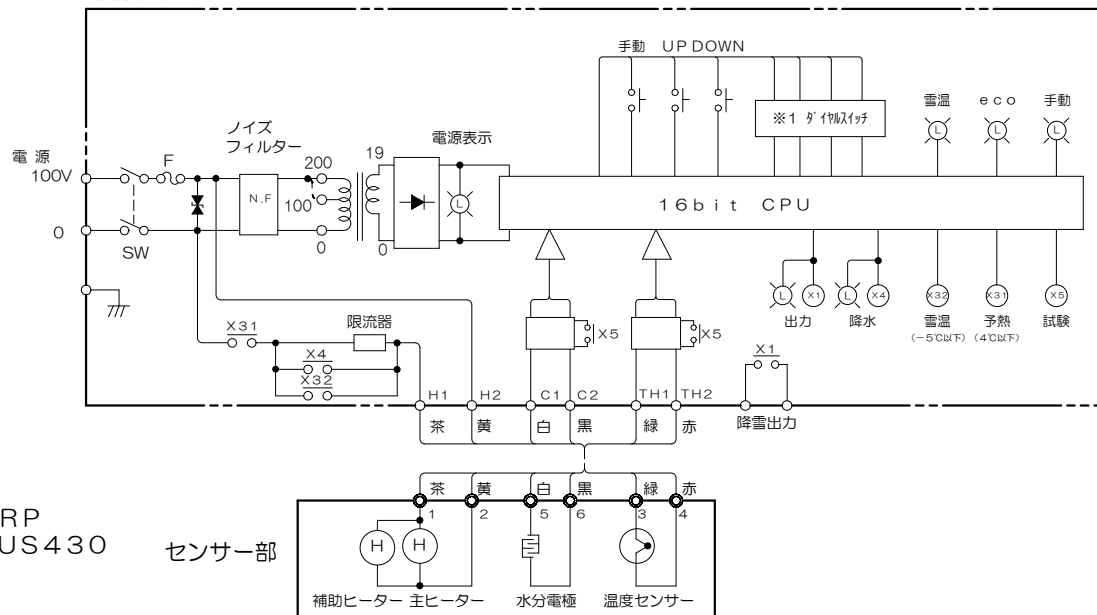 手動 UP DOWN
雪温 eco 手動
※1 ダイヤルスイッチ
L L L
ノイズ
フィルター
電源表示
電源
100V
F
200
19
N.F
100
L
16bit CPU
0
0
0
SW
L X1 L X4 X32 X31 X5
出力 降水 雪温 予熱 試験
(-5℃以下) (4℃以下)
X31
限流器
X5
X5
X4
X32
X1
H1 H2 C1 C2 TH1 TH2
降雪出力
茶 黄 白 黒 緑 赤
茶 黄 白 黒 緑 赤
1 2 5 6 3 4
RP
US430
センサー部
H H
補助ヒーター 主ヒーター 水分電極 温度センサー